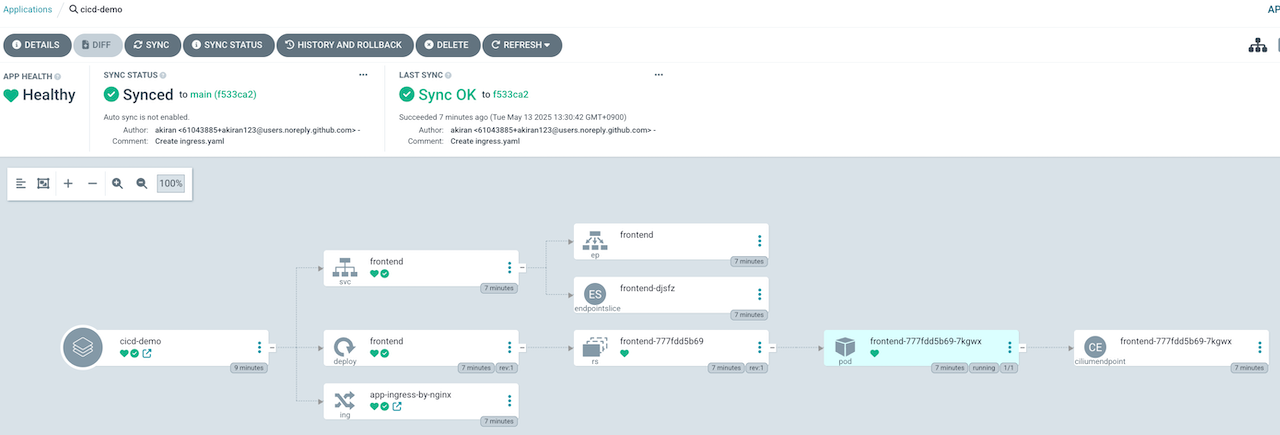 Applications cicd-demo AP
DETAILS DIFF SYNC SYNC STATUS HISTORY AND ROLLBACK DELETE REFRESH
APP HEALTH
Healthy
SYNC STATUS
Synced to main (f533ca2)
Auto sync is not enabled.
Author: akiran <61043885+akiran123@users.noreply.github.com> -
Comment: Create ingress.yaml
LAST SYNC
Sync OK to f533ca2
Succeeded 7 minutes ago (Tue May 13 2025 13:30:42 GMT+0900)
Author: akiran <61043885+akiran123@users.noreply.github.com> -
Comment: Create ingress.yaml
100%
cicd-demo
9 minutes
frontend
svc
7 minutes
frontend
ep
7 minutes
ES
frontend-djsfz
endpointslice
7 minutes
frontend
deploy
7 minutes rev:1
frontend-777fdd5b69
rs
7 minutes rev:1
frontend-777fdd5b69-7kgwx
pod
7 minutes running 1/1
CE
frontend-777fdd5b69-7kgwx
ciliumendpoint
7 minutes
app-ingress-by-nginx
ing
7 minutes